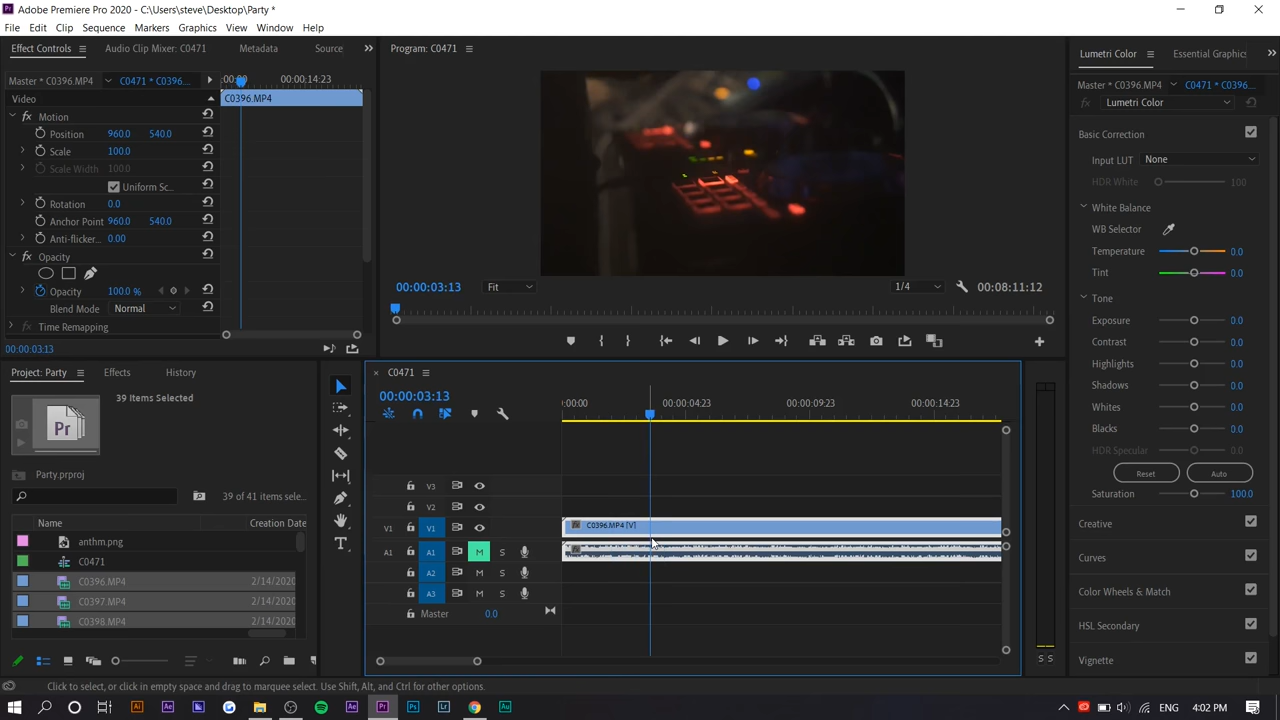 Adobe Premiere Pro 2020 - C:\Users\steve\Desktop\Party *
File Edit Clip Sequence Markers Graphics View Window Help
Effect Controls Audio Clip Mixer: C0471 Metadata Source
Program: C0471
Lumetri Color Essential Graphics
Master * C0396.MP4 C0471 * C0396... :00:00 00:00:14:23
Master * C0396.MP4 C0471 * C0396...
Video C0396.MP4
fx Lumetri Color
fx Motion
Position 960.0 540.0
Scale 100.0
Scale Width 100.0
Uniform Sc...
Rotation 0.0
Anchor Point 960.0 540.0
Anti-flicker... 0.00
fx Opacity
Opacity 100.0 %
Blend Mode Normal
fx Time Remapping
00:00:03:13
00:00:03:13 Fit 1/4 00:08:11:12
Basic Correction
Input LUT None
HDR White 100
White Balance
WB Selector
Temperature 0.0
Tint 0.0
Tone
Exposure 0.0
Contrast 0.0
Highlights 0.0
Shadows 0.0
Whites 0.0
Blacks 0.0
HDR Specular 0.0
Reset Auto
Saturation 100.0
Creative
Curves
Color Wheels & Match
HSL Secondary
Vignette
Project: Party Effects History
39 Items Selected
Pr
Party.prproj
39 of 41 items sele...
Name Creation Date
anthm.png
C0471
C0396.MP4 2/14/2020
C0397.MP4 2/14/2020
C0398.MP4 2/14/2020
× C0471
00:00:03:13
:00:00 00:00:04:23 00:00:09:23 00:00:14:23
V3
V2
V1 V1 fx C0396.MP4 [V]
A1 A1 M S fx
A2 M S
A3 M S
Master 0.0
S S
Click to select, or click in empty space and drag to marquee select. Use Shift, Alt, and Ctrl for other options.
Ai Ae Ae Pr Ps Lr Au ENG 4:02 PM